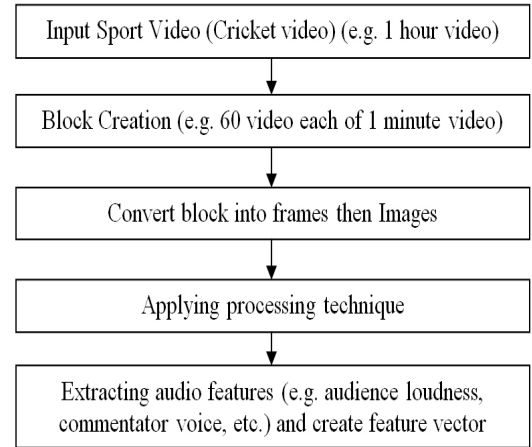 Input Sport Video (Cricket video) (e.g. 1 hour video)
Block Creation (e.g. 60 video each of 1 minute video)
Convert block into frames then Images
Applying processing technique
Extracting audio features (e.g. audience loudness,
commentator voice, etc.) and create feature vector